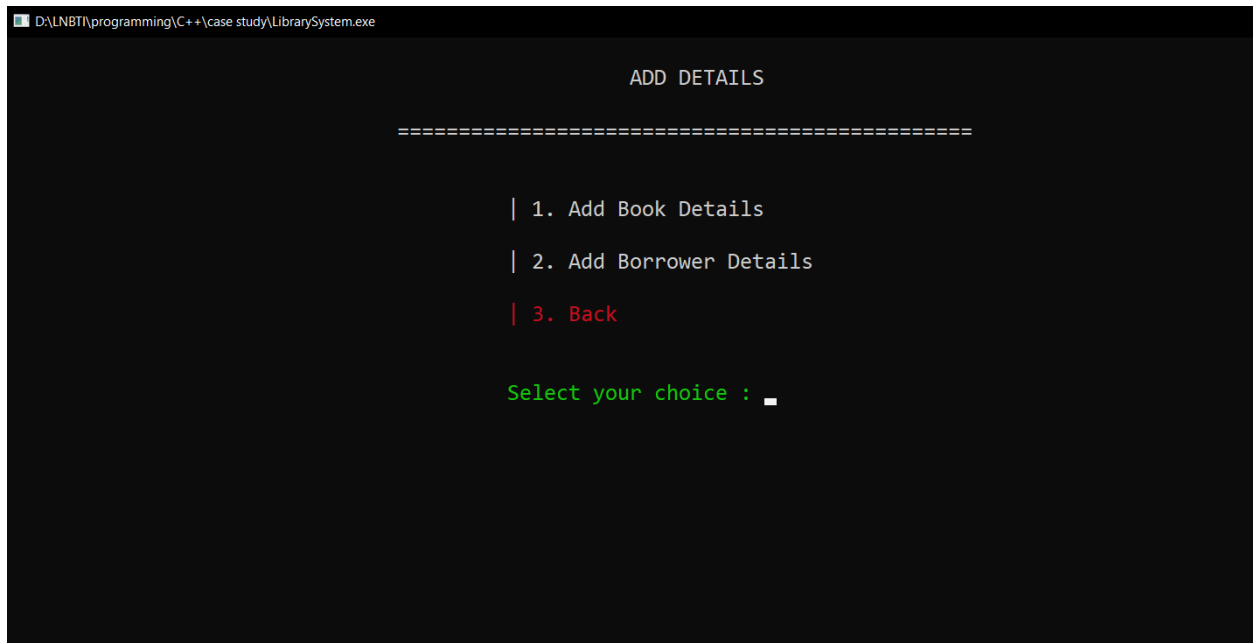 D:\LNBTI\programming\C++\case study\LibrarySystem.exe
ADD DETAILS
===============================================
| 1. Add Book Details
| 2. Add Borrower Details
| 3. Back
Select your choice :